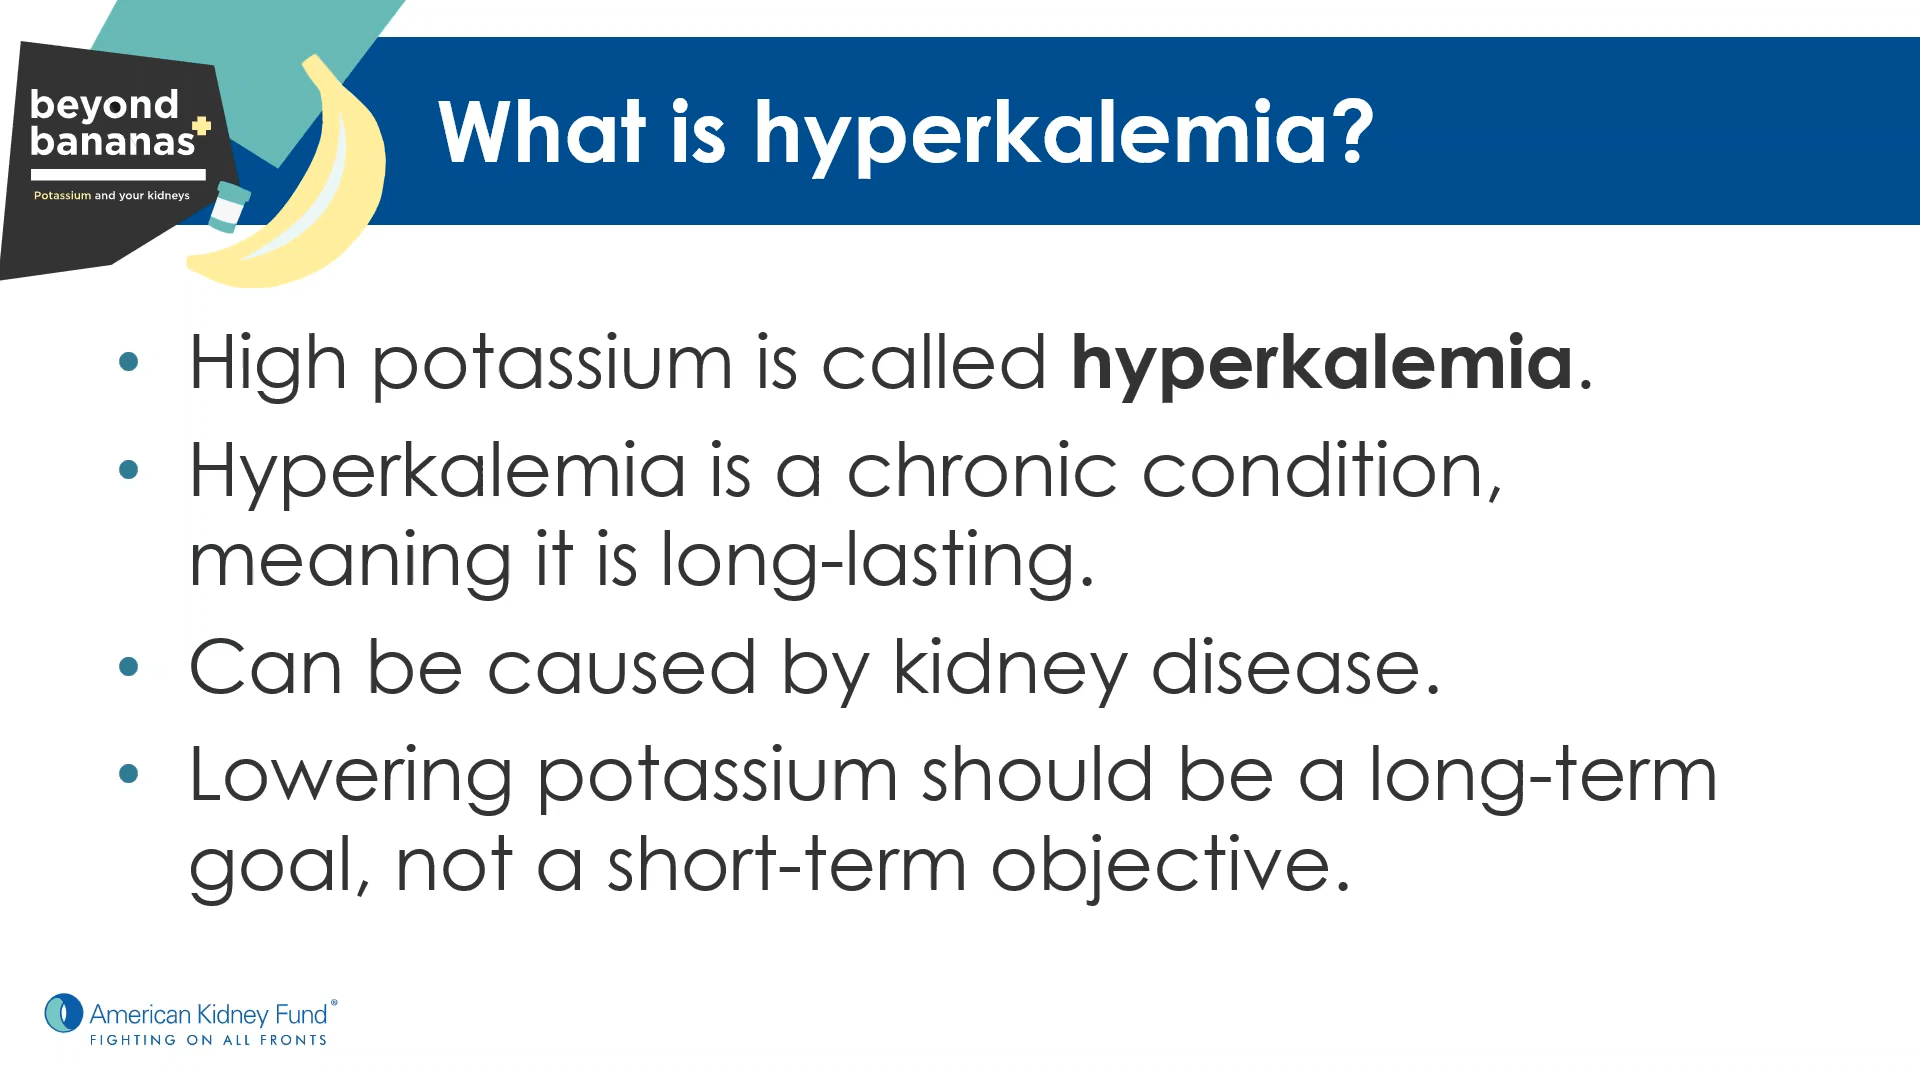 beyond
bananas
Potassium and your kidneys
What is hyperkalemia?
• High potassium is called hyperkalemia.
• Hyperkalemia is a chronic condition,
meaning it is long-lasting.
• Can be caused by kidney disease.
• Lowering potassium should be a long-term
goal, not a short-term objective.
American Kidney Fund®
FIGHTING ON ALL FRONTS